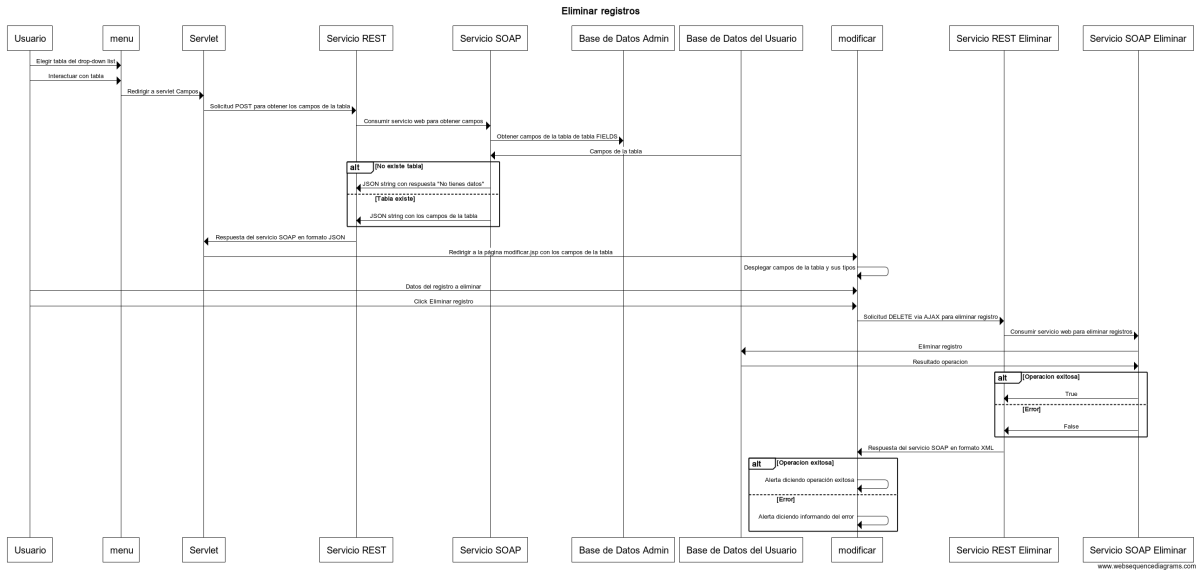 Eliminar registros
Usuario
menu
Servlet
Servicio REST
Servicio SOAP
Base de Datos Admin
Base de Datos del Usuario
modificar
Servicio REST Eliminar
Servicio SOAP Eliminar
Elegir tabla del drop-down list
Interactuar con tabla
Redirigir a servlet Campos
Solicitud POST para obtener los campos de la tabla
Consumir servicio web para obtener campos
Obtener campos de la tabla de tabla FIELDS
Campos de la tabla
alt
[No existe tabla]
JSON string con respuesta "No tienes datos"
[Tabla existe]
JSON string con los campos de la tabla
Respuesta del servicio SOAP en formato JSON
Redirigir a la página modificar.jsp con los campos de la tabla
Desplegar campos de la tabla y sus tipos
Datos del registro a eliminar
Click Eliminar registro
Solicitud DELETE via AJAX para eliminar registro
Consumir servicio web para eliminar registros
Eliminar registro
Resultado operacion
alt
[Operacion exitosa]
True
[Error]
False
Respuesta del servicio SOAP en formato XML
alt
[Operacion exitosa]
Alerta diciendo operación exitosa
[Error]
Alerta diciendo informando del error
Usuario
menu
Servlet
Servicio REST
Servicio SOAP
Base de Datos Admin
Base de Datos del Usuario
modificar
Servicio REST Eliminar
Servicio SOAP Eliminar
www.websequencediagrams.com